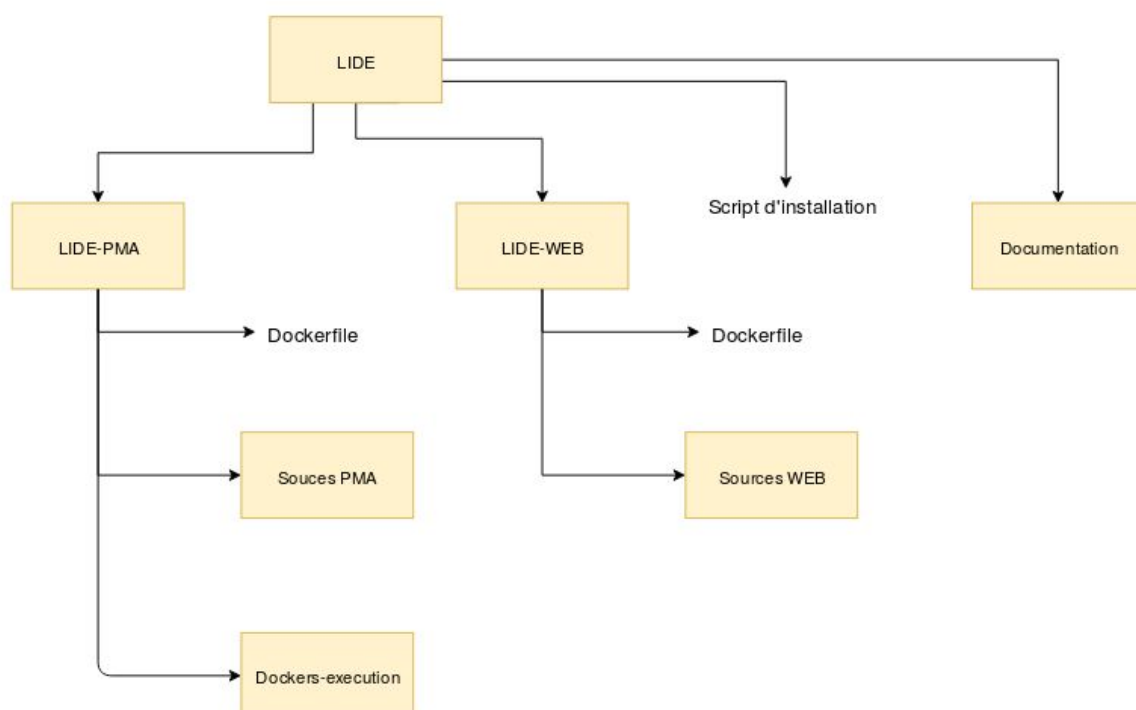 LIDE
Script d'installation
LIDE-PMA
LIDE-WEB
Documentation
Dockerfile
Dockerfile
Souces PMA
Sources WEB
Dockers-execution